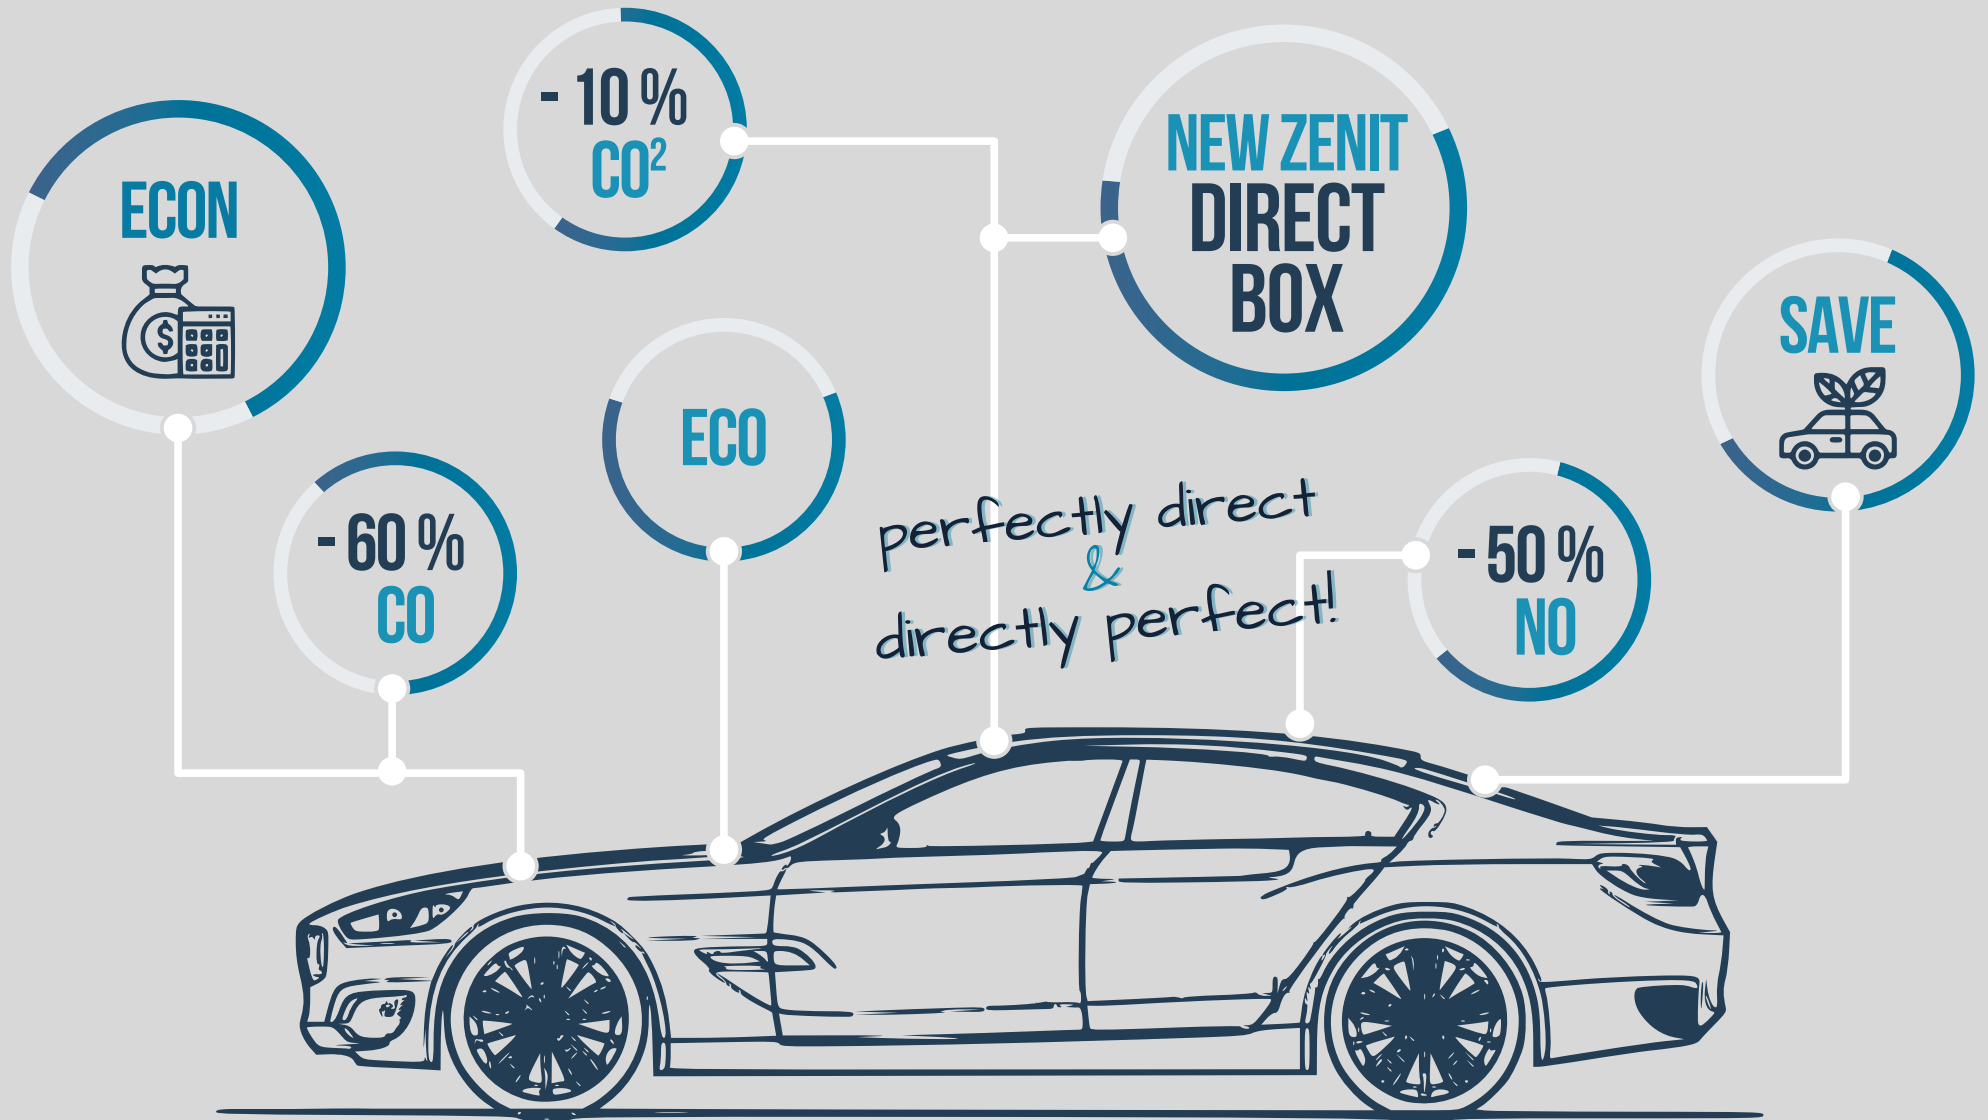 ECON
- 10 %
CO²
NEW ZENIT
DIRECT
BOX
SAVE
- 60 %
CO
ECO
perfectly direct
&
directly perfect!
- 50 %
NO